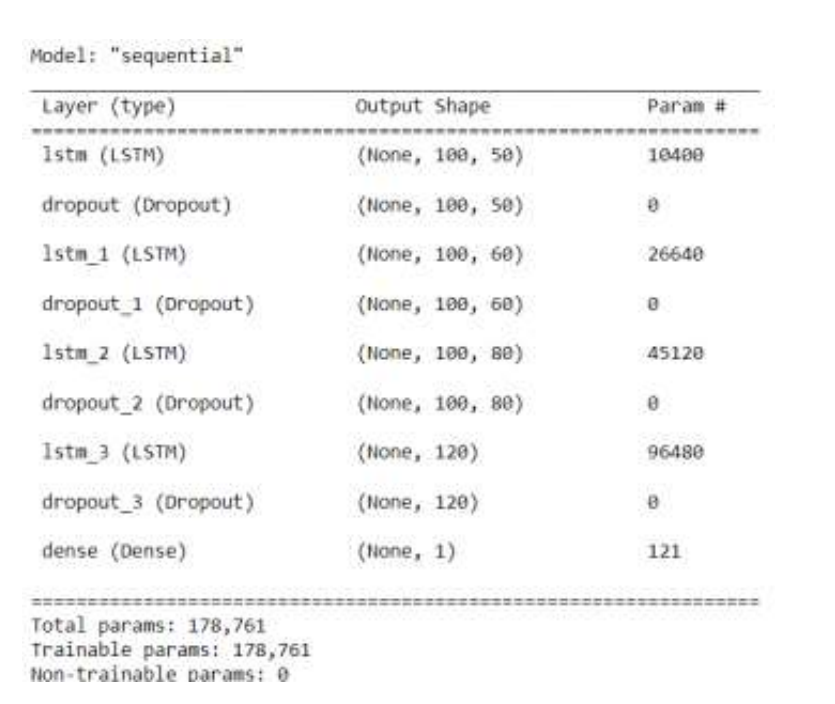 Model: "sequential"
Layer (type) Output Shape Param #
lstm (LSTM) (None, 100, 50) 10400
dropout (Dropout) (None, 100, 50) 0
lstm_1 (LSTM) (None, 100, 60) 26640
dropout_1 (Dropout) (None, 100, 60) 0
lstm_2 (LSTM) (None, 100, 80) 45120
dropout_2 (Dropout) (None, 100, 80) 0
lstm_3 (LSTM) (None, 120) 96480
dropout_3 (Dropout) (None, 120) 0
dense (Dense) (None, 1) 121
Total params: 178,761
Trainable params: 178,761
Non-trainable params: 0